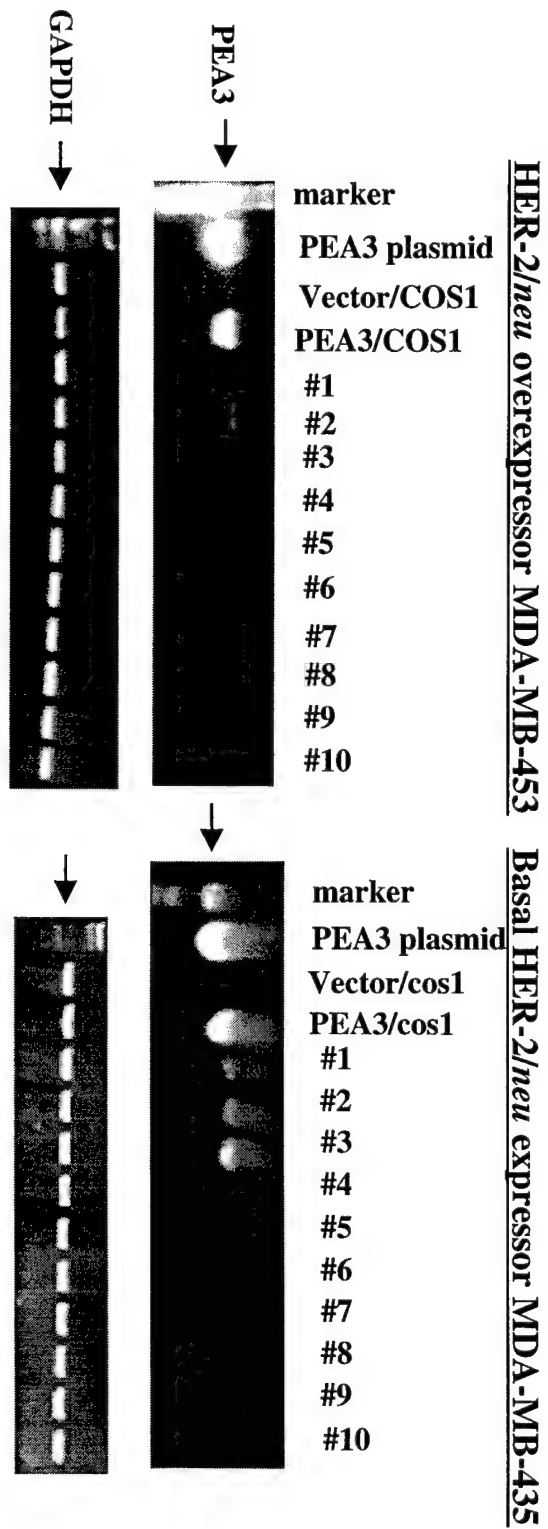 HER-2/neu overexpressor MDA-MB-453
marker
PEA3 plasmid
Vector/COS1
PEA3/COS1
#1
#2
#3
#4
#5
#6
#7
#8
#9
#10
PEA3
GAPDH
Basal HER-2/neu expressor MDA-MB-435
marker
PEA3 plasmid
Vector/cos1
PEA3/cos1
#1
#2
#3
#4
#5
#6
#7
#8
#9
#10